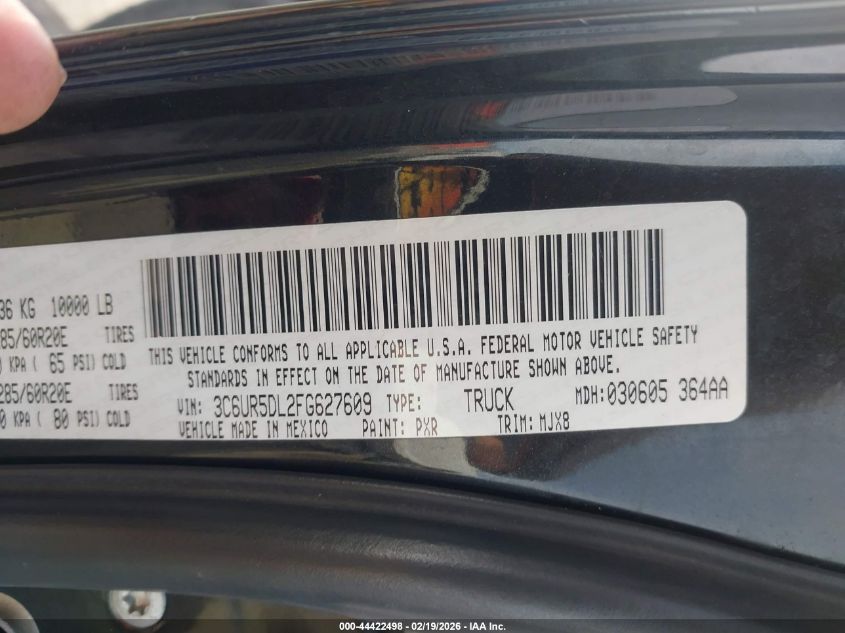 36 KG 10000 LB
285/60R20E TIRES
0 KPA ( 65 PSI) COLD
285/60R20E TIRES
0 KPA ( 80 PSI) COLD
THIS VEHICLE CONFORMS TO ALL APPLICABLE U.S.A. FEDERAL MOTOR VEHICLE SAFETY
STANDARDS IN EFFECT ON THE DATE OF MANUFACTURE SHOWN ABOVE.
VIN: 3C6UR5DL2FG627609 TYPE: TRUCK MDH:030605 364AA
VEHICLE MADE IN MEXICO PAINT: PXR TRIM: MJX8
000-44422498 - 02/19/2026 - IAA Inc.